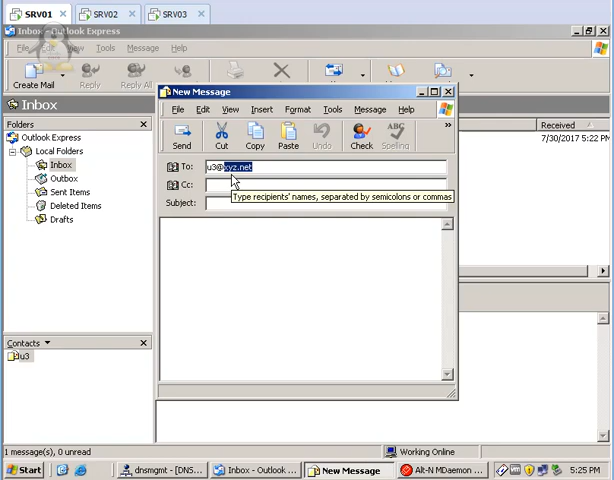 SRV01
SRV02
SRV03
Inbox - Outlook Express
File Edit View Tools Message Help
Create Mail
Reply
Reply All
Inbox
Folders
Outlook Express
Local Folders
Inbox
Outbox
Sent Items
Deleted Items
Drafts
Contacts
u3
Received
7/30/2017 5:22 PM
New Message
File Edit View Insert Format Tools Message Help
Send
Cut
Copy
Paste
Undo
Check
Spelling
To:
u3@xyz.net
Cc:
Type recipients' names, separated by semicolons or commas
Subject:
1 message(s), 0 unread
Working Online
Start
dnsmgmt - [DNS...
Inbox - Outlook ...
New Message
Alt-N MDaemon ...
5:25 PM